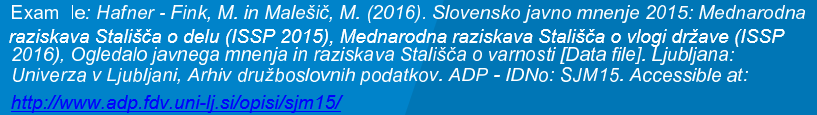 Exam le: Hafner - Fink, M. in Malešič, M. (2016). Slovensko javno mnenje 2015: Mednarodna
raziskava Stališča o delu (ISSP 2015), Mednarodna raziskava Stališča o vlogi države (ISSP
2016), Ogledalo javnega mnenja in raziskava Stališča o varnosti [Data file]. Ljubljana:
Univerza v Ljubljani, Arhiv družboslovnih podatkov. ADP - IDNo: SJM15. Accessible at:
http://www.adp.fdv.uni-lj.si/opisi/sjm15/